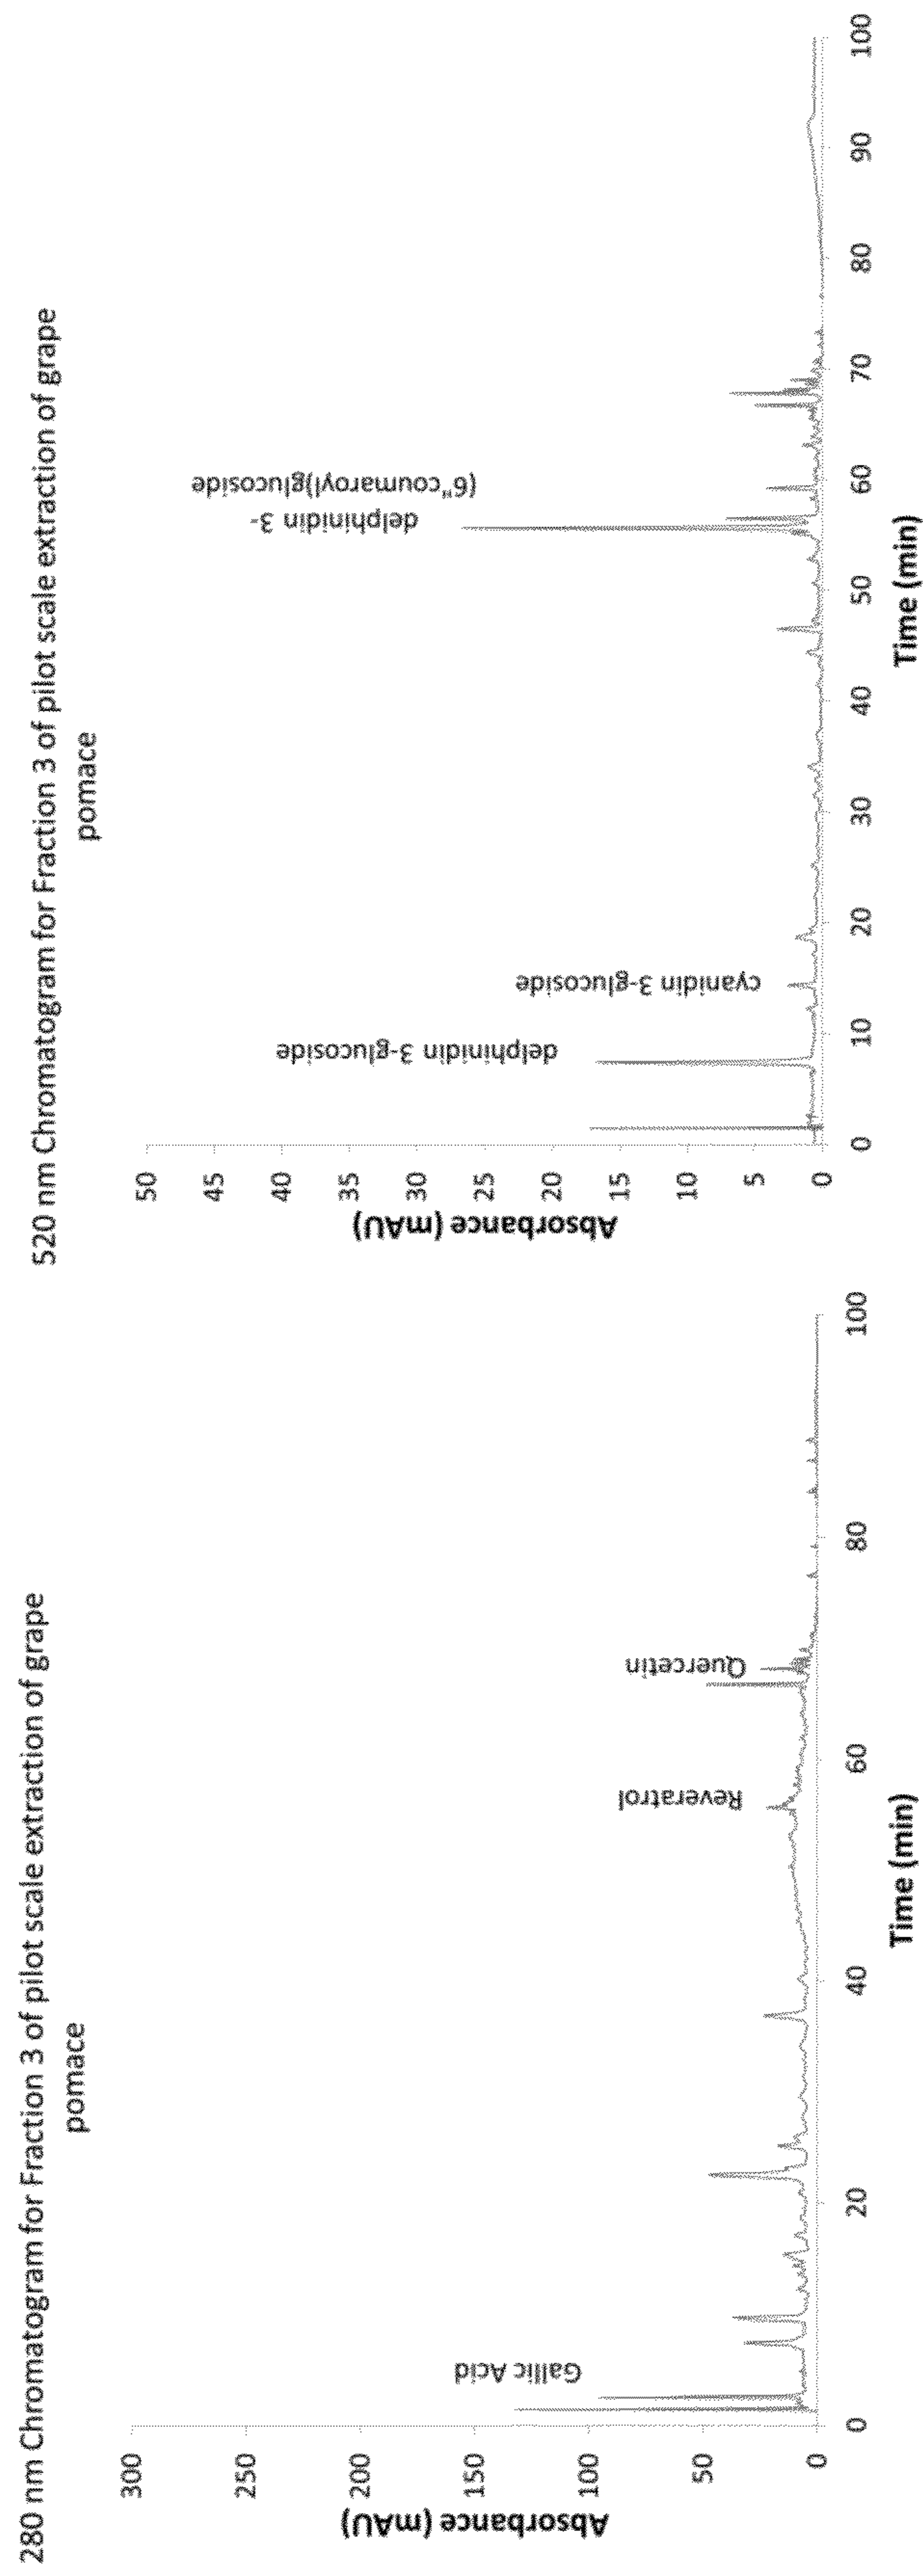 280 nm Chromatogram for Fraction 3 of pilot scale extraction of grape
pomace
Absorbance (mAU)
300
250
200
150
100
50
0
Gallic Acid
Reveratrol
Quercetin
0 20 40 60 80 100
Time (min)
520 nm Chromatogram for Fraction 3 of pilot scale extraction of grape
pomace
Absorbance (mAU)
50
45
40
35
30
25
20
15
10
5
0
delphinidin 3-glucoside
cyanidin 3-glucoside
delphinidin 3-
(6"coumaroyl)glucoside
0 10 20 30 40 50 60 70 80 90 100
Time (min)